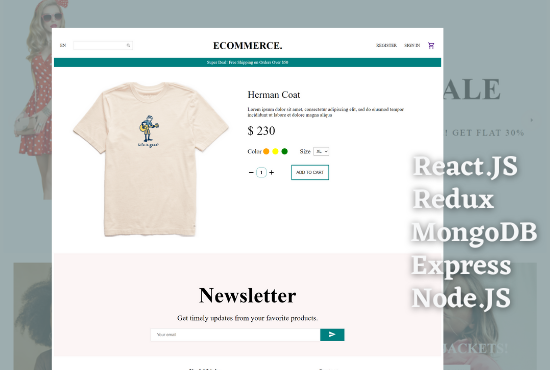 EN
ECOMMERCE.
REGISTER
SIGN IN
Super Deal! Free Shipping on Orders Over $50
Herman Coat
Lorem ipsum dolor sit amet, consectetur adipiscing elit, sed do eiusmod tempor
incididunt ut labore et dolore magna aliqua
$ 230
Color
Size
XL
1
ADD TO CART
ALE
! GET FLAT 30%
React.JS
Redux
MongoDB
Express
Node.JS
Newsletter
Get timely updates from your favorite products.
Your email
JACKETS